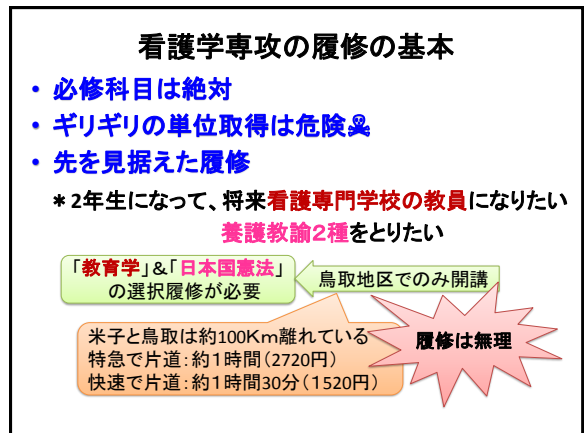 看護学専攻の履修の基本
• 必修科目は絶対
• ギリギリの単位取得は危険☠
• 先を見据えた履修
＊2年生になって、将来看護専門学校の教員になりたい
養護教諭２種をとりたい
「教育学」＆「日本国憲法」
の選択履修が必要
鳥取地区でのみ開講
米子と鳥取は約100Ｋｍ離れている
特急で片道：約１時間（2720円）
快速で片道：約１時間30分（1520円）
履修は無理